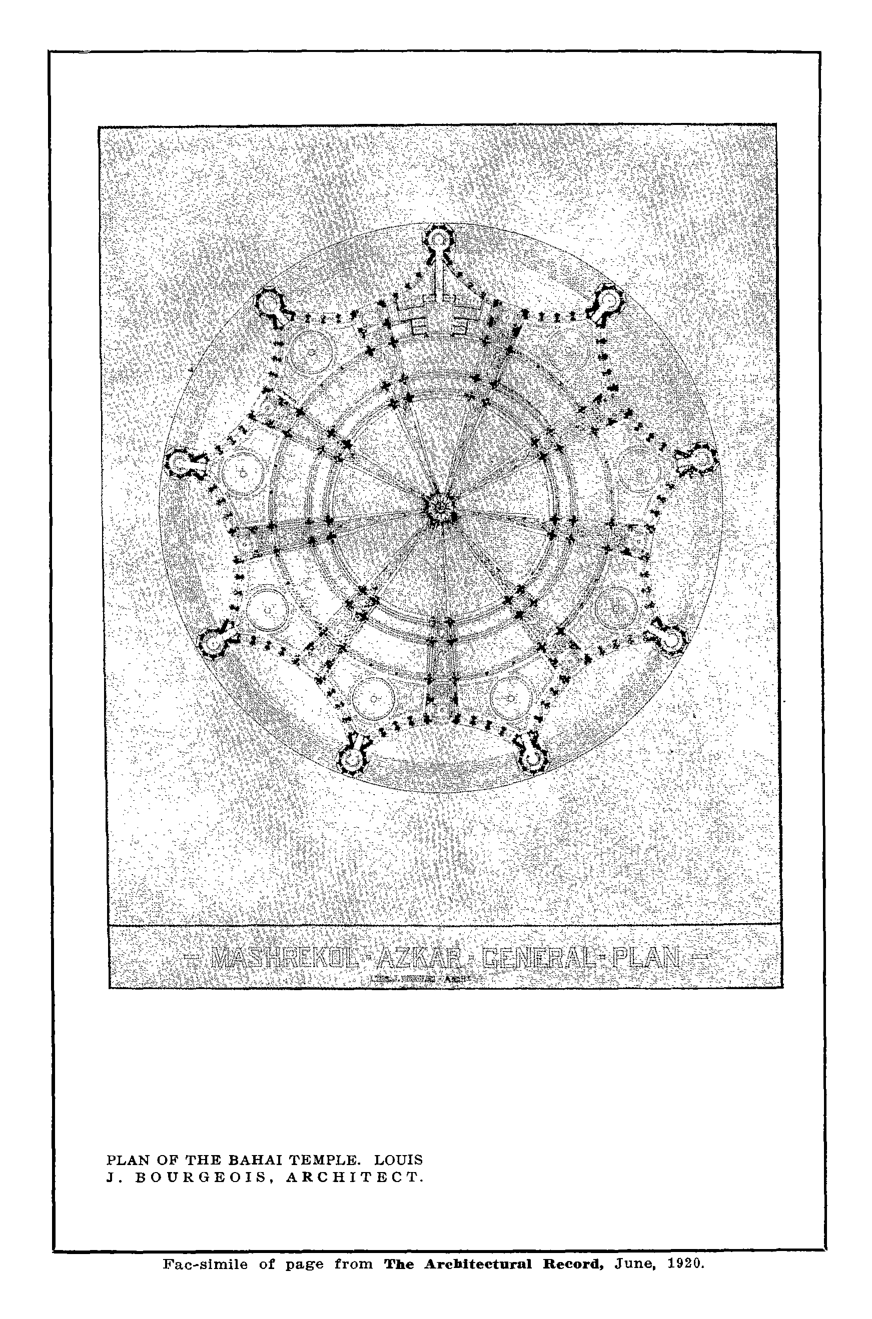 — MASHREKOL - AZKAR - GENERAL - PLAN —
PLAN OF THE BAHAI TEMPLE. LOUIS
J. BOURGEOIS, ARCHITECT.
Fac-simile of page from The Architectural Record, June, 1920.